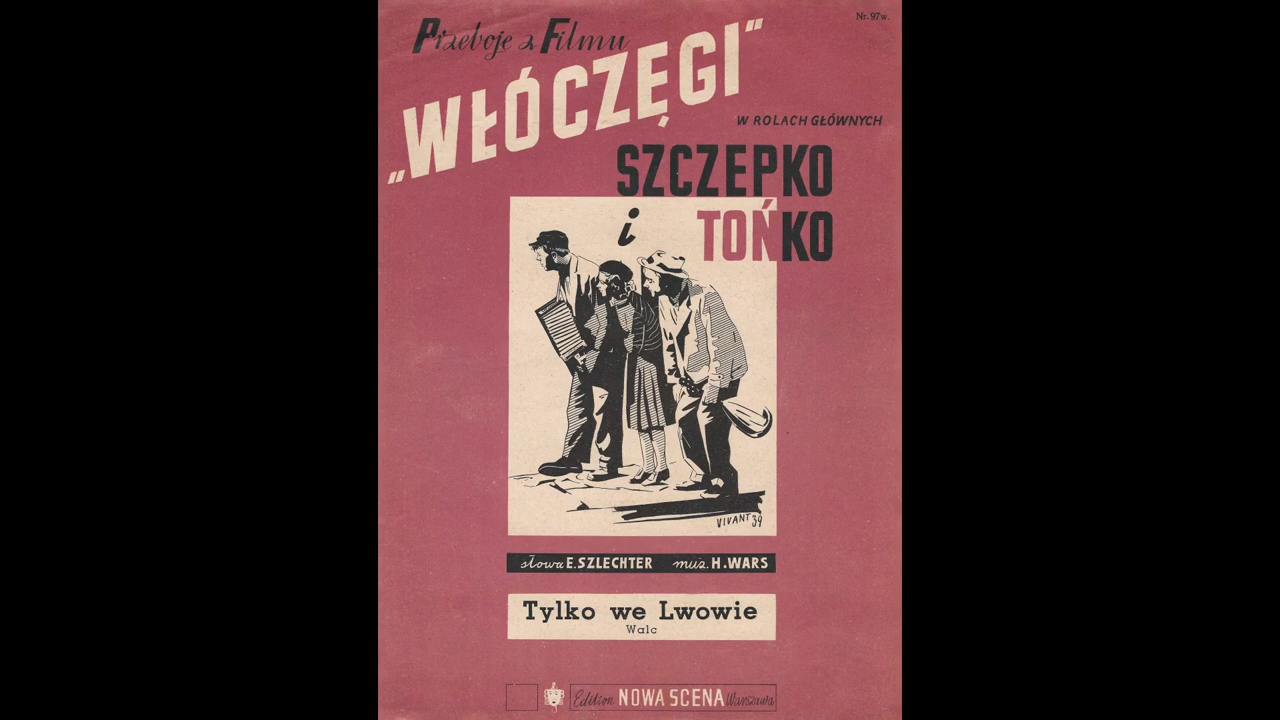 Nr. 97w.
Przeboje z Filmu
„WŁÓCZĘGI"
W ROLACH GŁÓWNYCH
SZCZEPKO
i TOŃKO
VIVANT 39
słowa E. SZLECHTER muz. H. WARS
Tylko we Lwowie
Walc
Edition NOWA SCENA Warszawa